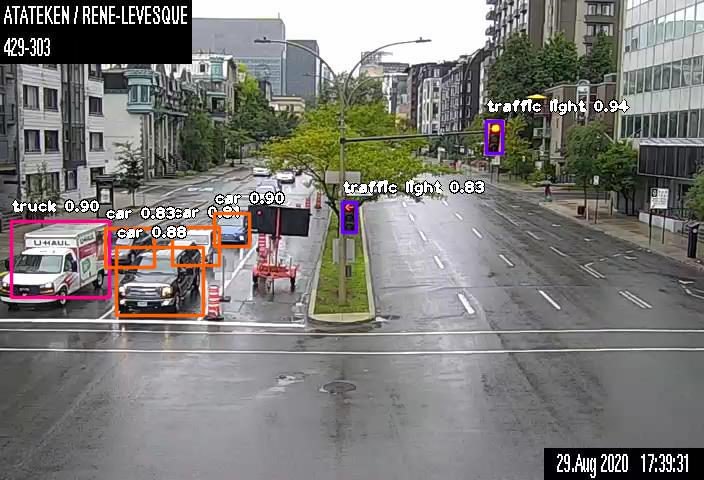 ATATEKEN / RENE-LEVESQUE
429-303
traffic light 0.94
traffic light 0.83
truck 0.90
car 0.90
car 0.83
car
car 0.88
U-HAUL
29.Aug 2020 17:39:31